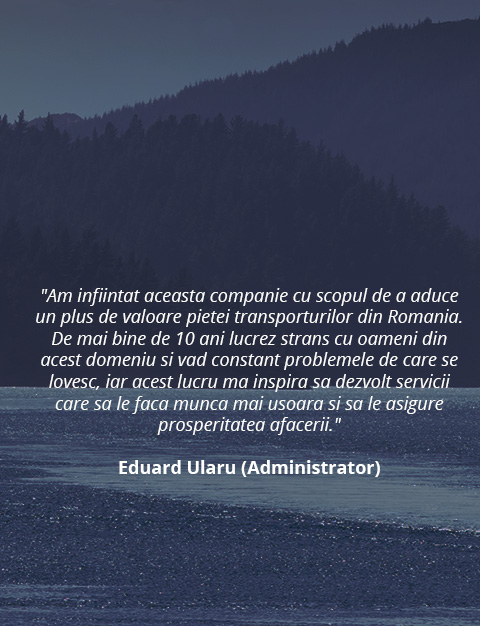 "Am infiintat aceasta companie cu scopul de a aduce
un plus de valoare pietei transporturilor din Romania.
De mai bine de 10 ani lucrez strans cu oameni din
acest domeniu si vad constant problemele de care se
lovesc, iar acest lucru ma inspira sa dezvolt servicii
care sa le faca munca mai usoara si sa le asigure
prosperitatea afacerii."
Eduard Ularu (Administrator)